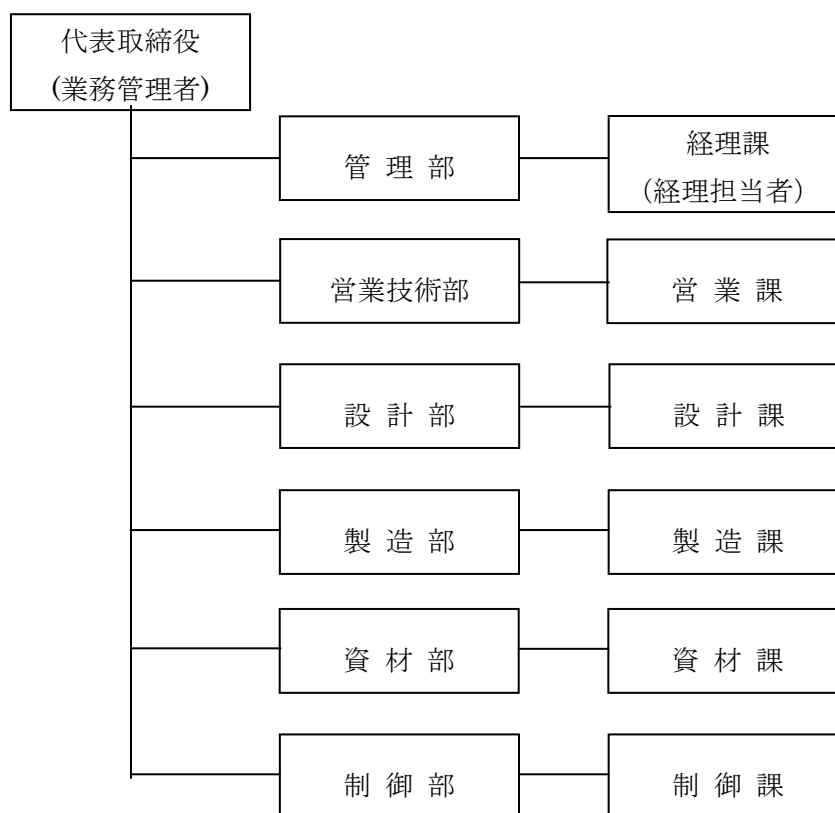 代表取締役
(業務管理者)
管 理 部
経理課
（経理担当者）
営業技術部
営 業 課
設 計 部
設 計 課
製 造 部
製 造 課
資 材 部
資 材 課
制 御 部
制 御 課